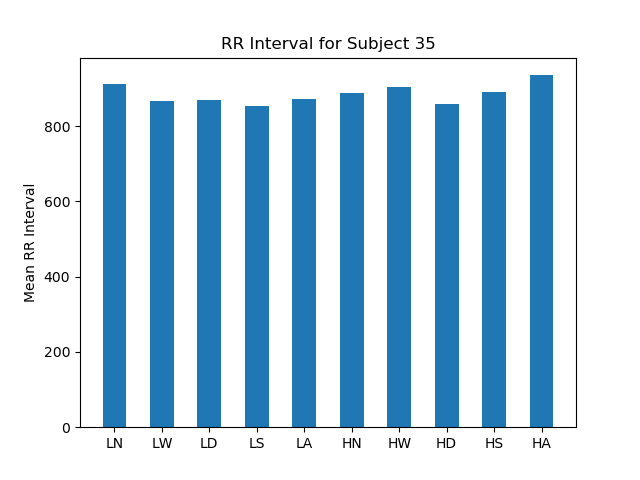 RR Interval for Subject 35
Mean RR Interval
800
600
400
200
0
LN LW LD LS LA HN HW HD HS HA